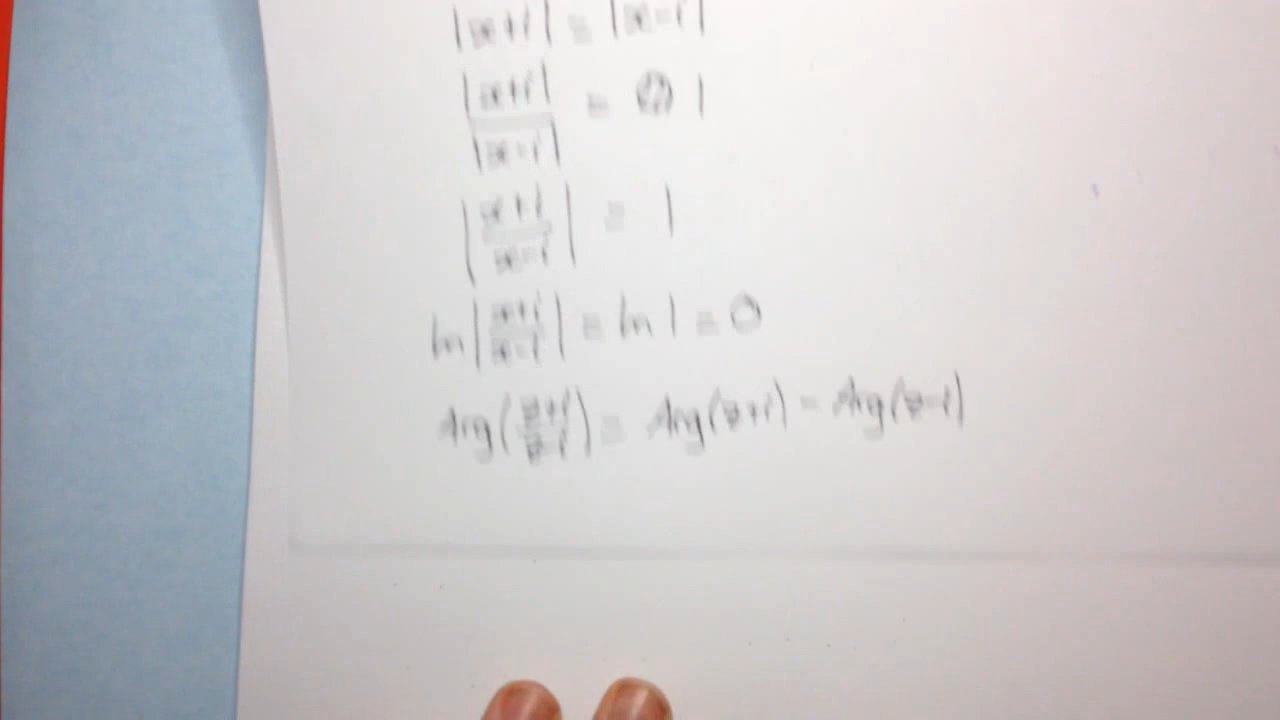 |x+i| = |x-i|
|x+i| / |x-i| = 1
|x+i / x-i| = 1
ln|x+i / x-i| = ln 1 = 0
Arg(z+i / z-i) = Arg(z+i) - Arg(z-i)